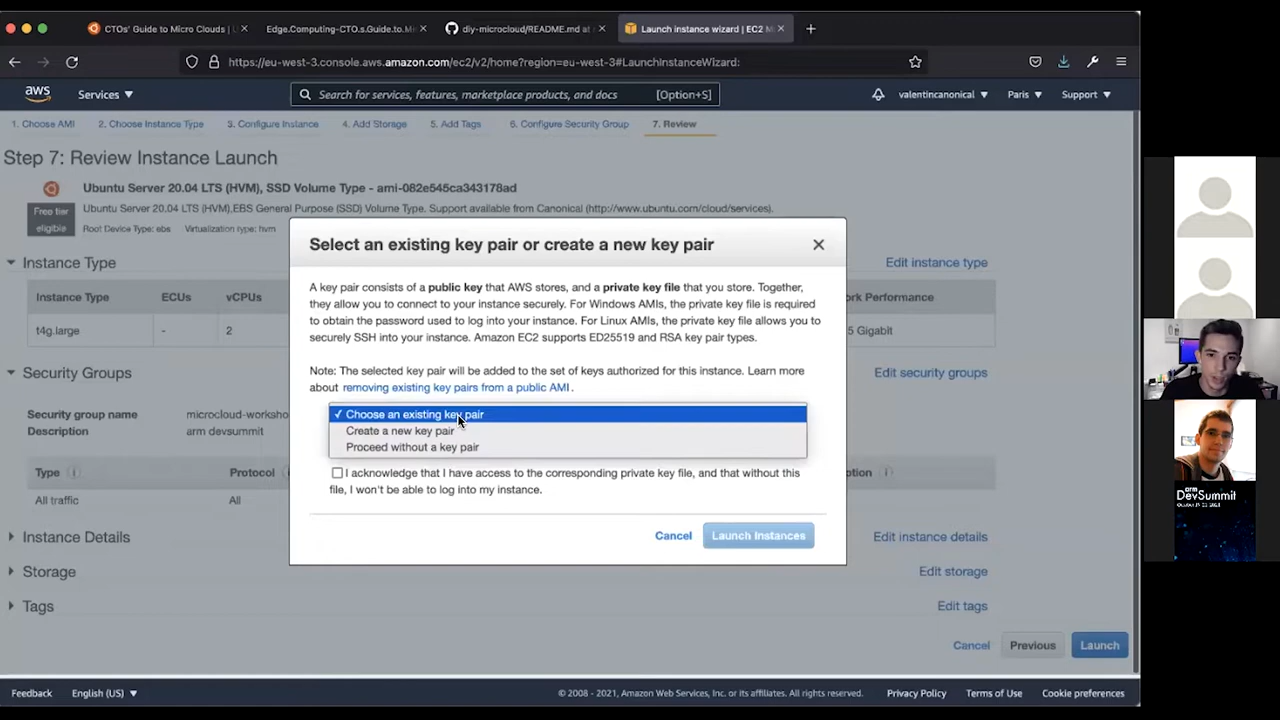 CTOs' Guide to Micro Clouds |
Edge.Computing-CTO.s.Guide.to.M
diy-microcloud/README.md at
Launch instance wizard | EC2 M
https://eu-west-3.console.aws.amazon.com/ec2/v2/home?region=eu-west-3#LaunchInstanceWizard:
aws
Services
Search for services, features, marketplace products, and docs
[Option+S]
valentincanonical
Paris
Support
1. Choose AMI
2. Choose Instance Type
3. Configure Instance
4. Add Storage
5. Add Tags
6. Configure Security Group
7. Review
Step 7: Review Instance Launch
Ubuntu Server 20.04 LTS (HVM), SSD Volume Type - ami-082e545ca343178ad
Free tier
eligible
Ubuntu Server 20.04 LTS (HVM),EBS General Purpose (SSD) Volume Type. Support available from Canonical (http://www.ubuntu.com/cloud/services).
Root Device Type: ebs Virtualization type: hvm
Instance Type
Edit instance type
Instance Type
ECUs
vCPUs
rk Performance
t4g.large
-
2
5 Gigabit
Security Groups
Edit security groups
Security group name
microcloud-worksho
Description
arm devsummit
Type
Protocol
ption
All traffic
All
Instance Details
Edit instance details
Storage
Edit storage
Tags
Edit tags
Cancel
Previous
Launch
Select an existing key pair or create a new key pair
A key pair consists of a public key that AWS stores, and a private key file that you store. Together,
they allow you to connect to your instance securely. For Windows AMIs, the private key file is required
to obtain the password used to log into your instance. For Linux AMIs, the private key file allows you to
securely SSH into your instance. Amazon EC2 supports ED25519 and RSA key pair types.
Note: The selected key pair will be added to the set of keys authorized for this instance. Learn more
about removing existing key pairs from a public AMI.
✓ Choose an existing key pair
Create a new key pair
Proceed without a key pair
I acknowledge that I have access to the corresponding private key file, and that without this
file, I won't be able to log into my instance.
Cancel
Launch Instances
Feedback
English (US)
© 2008 - 2021, Amazon Web Services, Inc. or its affiliates. All rights reserved.
Privacy Policy
Terms of Use
Cookie preferences
arm
DevSummit